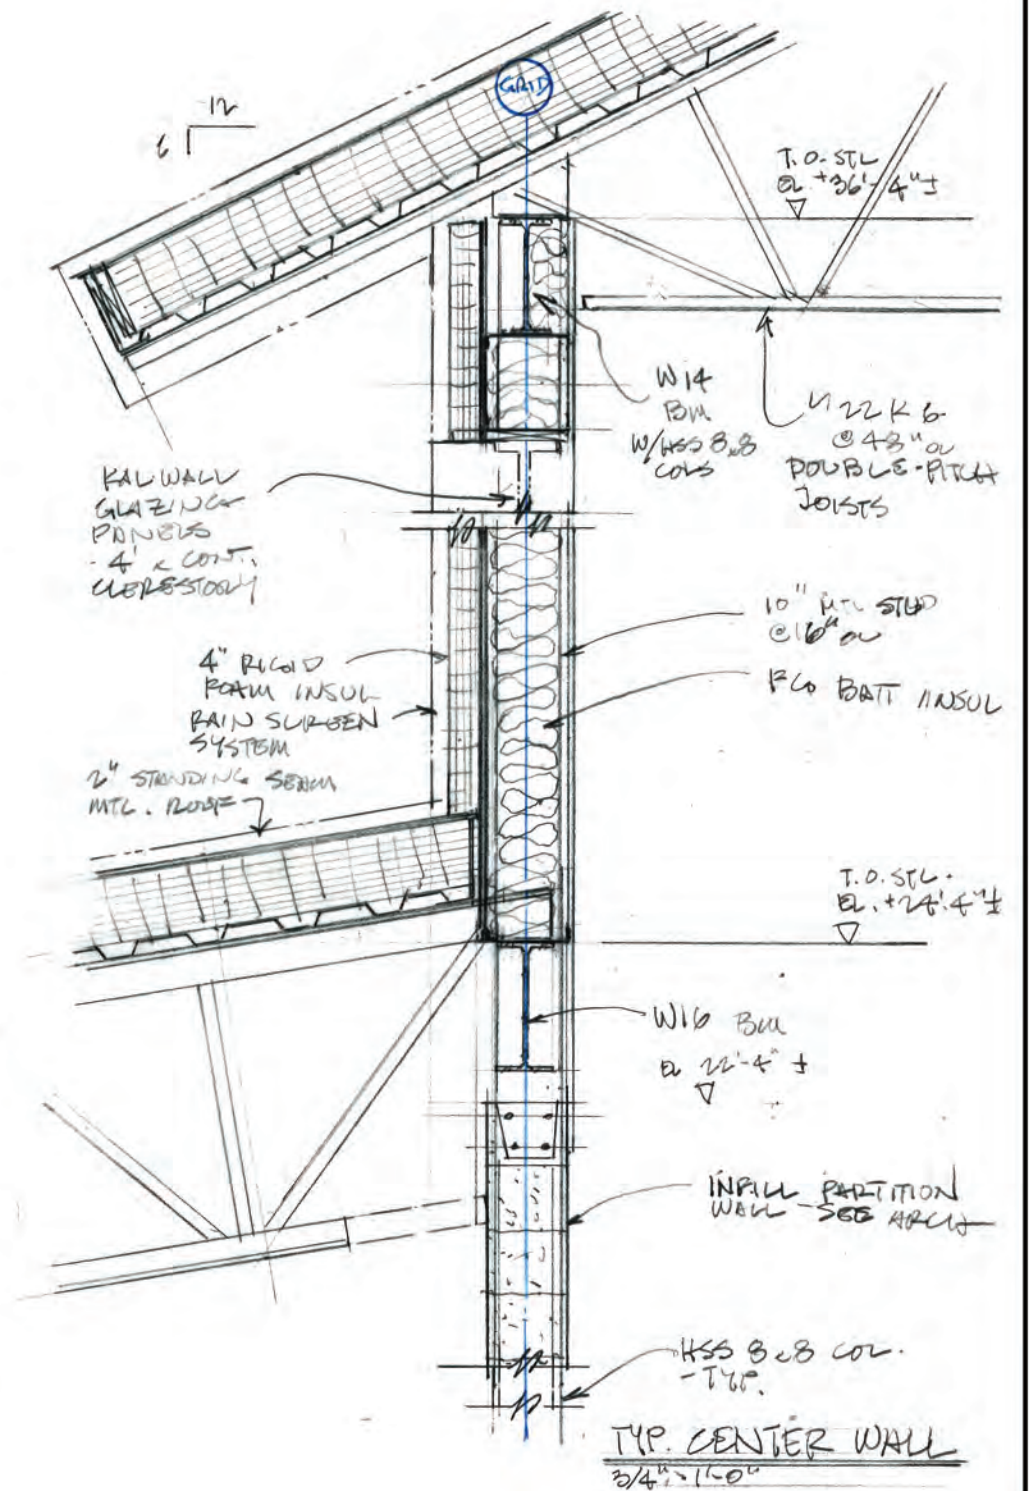 GRID
12
6
T.O. STL
EL. +36'-4" ±
W14
BM
W/HSS 8x8
COLS
22 K 6
@ 48" OC
DOUBLE-PITCH
JOISTS
KALWALL
GLAZING
PANELS
- 4' x CONT.
CLERESTORY
10" MTL STUD
@ 16" OC
4" RIGID
FOAM INSUL
RAIN SCREEN
SYSTEM
BATT INSUL
2" STANDING SEAM
MTL. ROOF
T.O. STL.
EL. +24'-4" ±
W16 BM
EL 22'-4" ±
INFILL PARTITION
WALL - SEE ARCH
HSS 8x8 COL.
- TYP.
TYP. CENTER WALL
3/4" = 1'-0"